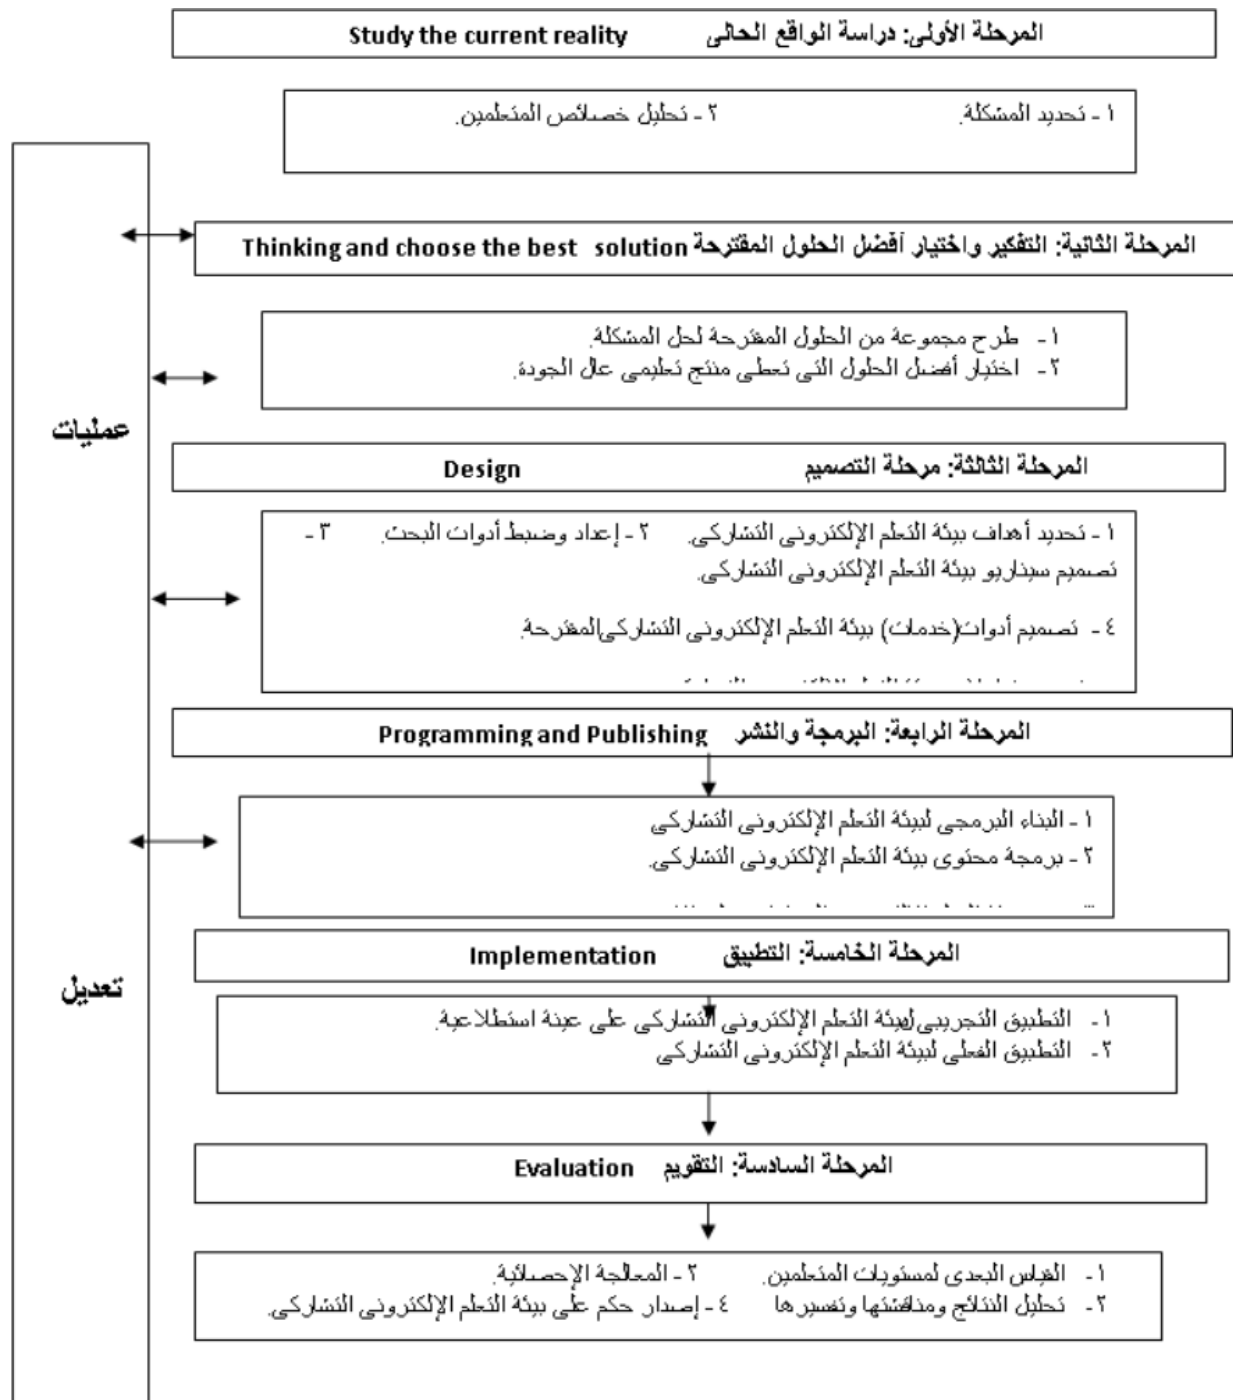 المرحلة الأولى: دراسة الواقع الحالى Study the current reality
١- تحديد المشكلة. ٢- تحليل خصائص المتعلمين.
المرحلة الثانية: التفكير واختيار أفضل الحلول المقترحة Thinking and choose the best solution
١- طرح مجموعة من الحلول المقترحة لحل المشكلة.
٢- اختيار أفضل الحلول التى تعطى منتج تعليمى عال الجودة.
عمليات
المرحلة الثالثة: مرحلة التصميم Design
١- تحديد أهداف بيئة التعلم الإلكترونى التشاركى. ٢- إعداد وضبط أدوات البحث. ٣-
تصميم سيناريو بيئة التعلم الإلكترونى التشاركى.
٤- تصميم أدوات(خدمات) بيئة التعلم الإلكترونى التشاركى المقترحة.
المرحلة الرابعة: البرمجة والنشر Programming and Publishing
١- البناء البرمجى لبيئة التعلم الإلكترونى التشاركى
٢- برمجة محتوى بيئة التعلم الإلكترونى التشاركى.
المرحلة الخامسة: التطبيق Implementation
تعديل
١- التطبيق التجريبى لبيئة التعلم الإلكترونى التشاركى على عينة استطلاعية.
٢- التطبيق الفعلى لبيئة التعلم الإلكترونى التشاركى
المرحلة السادسة: التقويم Evaluation
١- القياس البعدى لمستويات المتعلمين. ٢- المعالجة الإحصائية.
٢- تحليل النتائج ومناقشتها وتفسيرها ٤- إصدار حكم على بيئة التعلم الإلكترونى التشاركى.